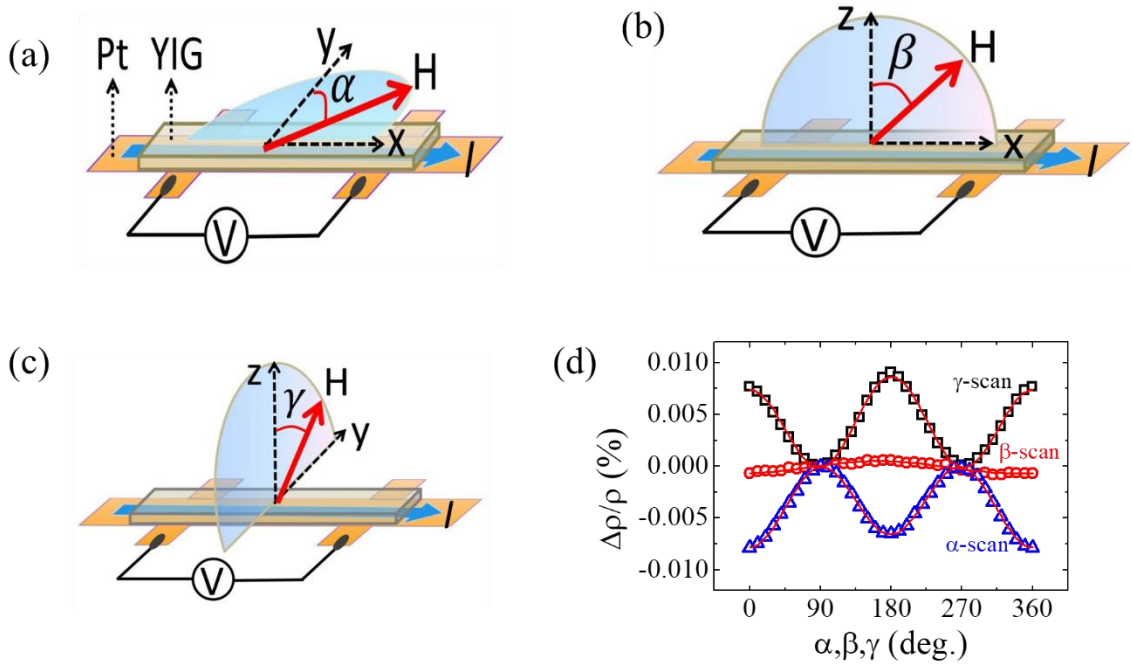 (a)
Pt
YIG
y
α
H
x
I
V
(b)
z
β
H
x
I
V
(c)
z
γ
H
y
I
V
(d)
0.010
0.005
0.000
-0.005
-0.010
Δρ/ρ (%)
γ-scan
β-scan
α-scan
0 90 180 270 360
α,β,γ (deg.)